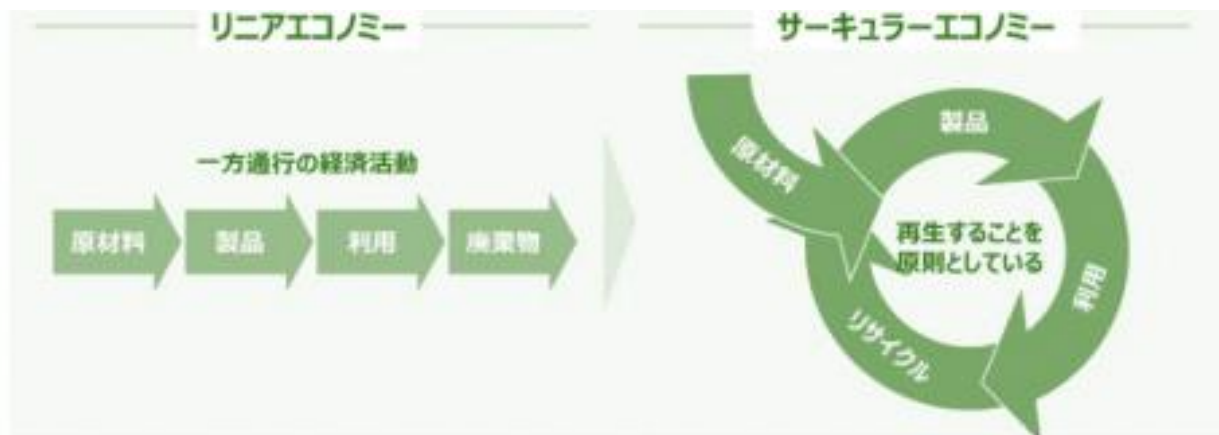 リニアエコノミー
一方通行の経済活動
原材料
製品
利用
廃棄物
サーキュラーエコノミー
原材料
製品
利用
リサイクル
再生することを
原則としている